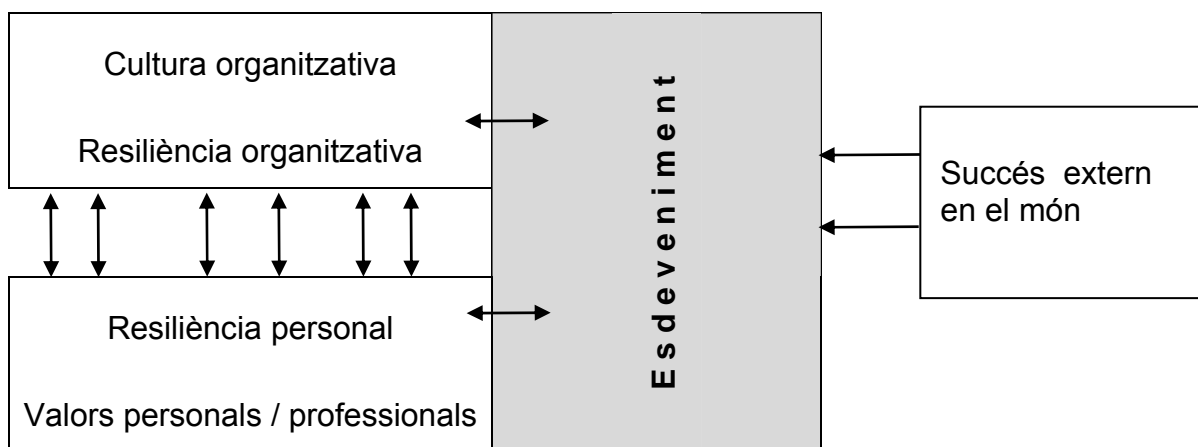 Cultura organitzativa
Resiliència organitzativa
Resiliència personal
Valors personals / professionals
Esdeveniment
Succés extern
en el món